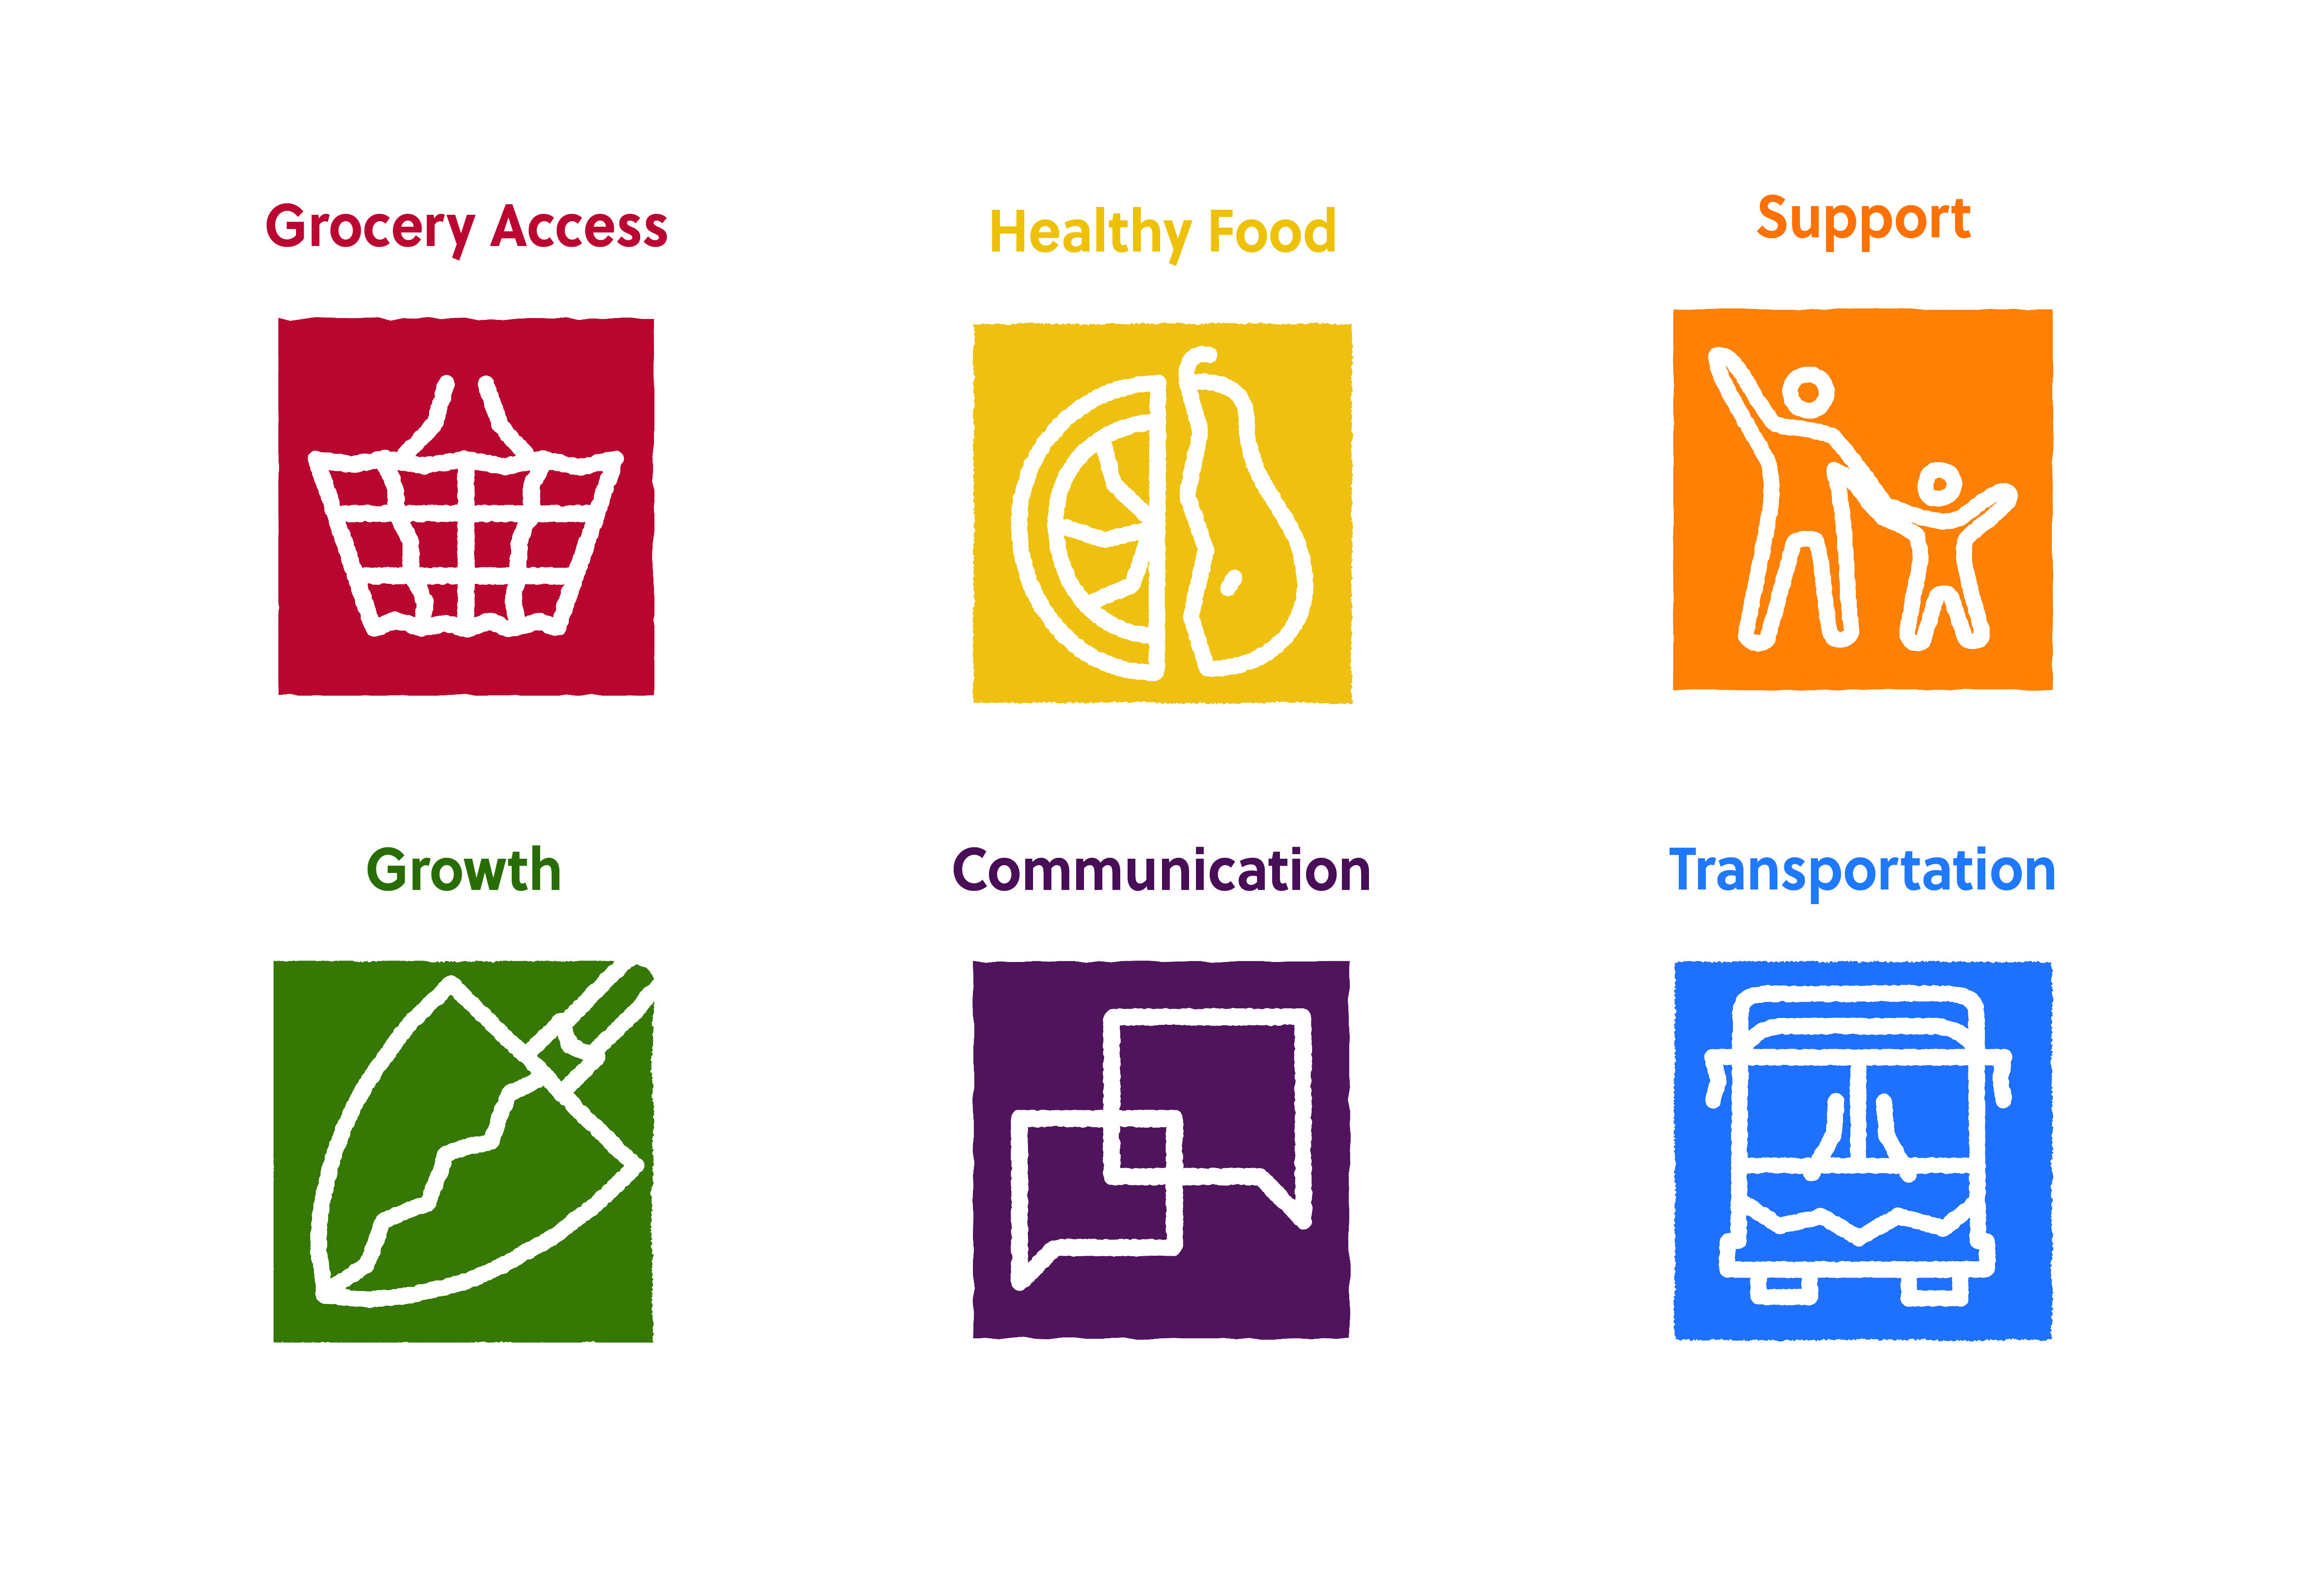 Grocery Access
Healthy Food
Support
Growth
Communication
Transportation